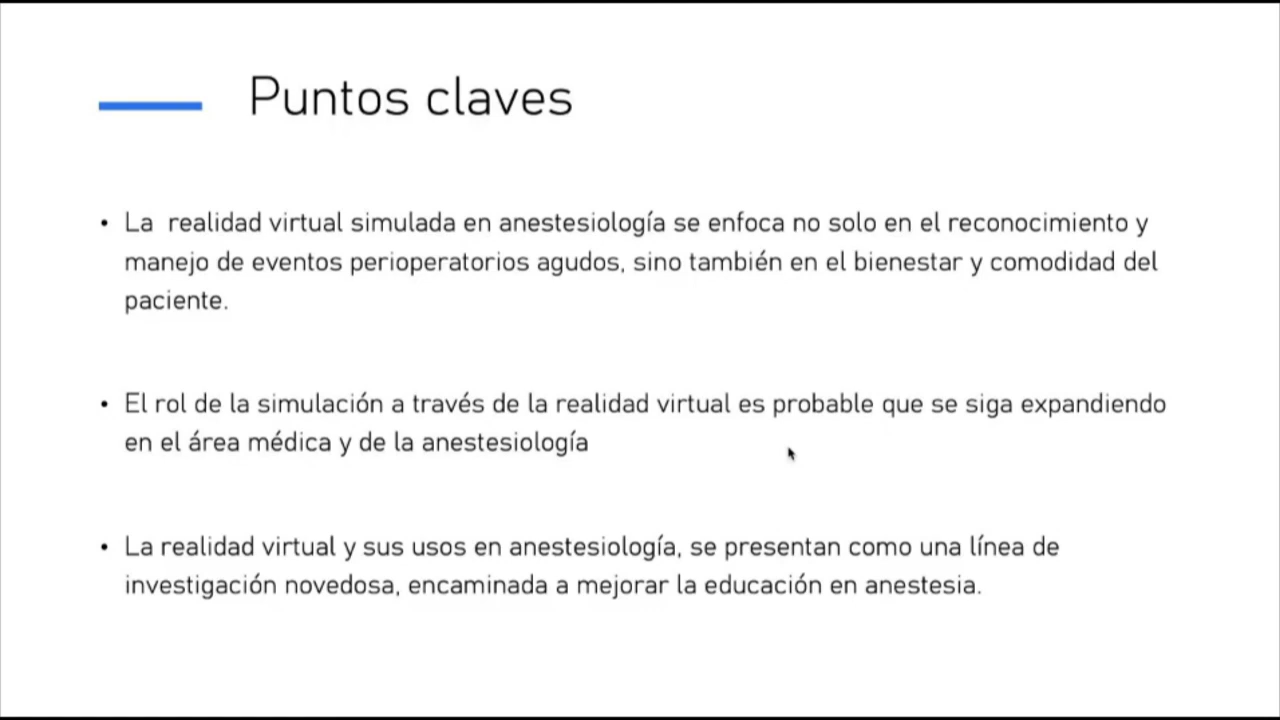 Puntos claves
• La  realidad virtual simulada en anestesiología se enfoca no solo en el reconocimiento y
manejo de eventos perioperatorios agudos, sino también en el bienestar y comodidad del
paciente.
• El rol de la simulación a través de la realidad virtual es probable que se siga expandiendo
en el área médica y de la anestesiología
• La realidad virtual y sus usos en anestesiología, se presentan como una línea de
investigación novedosa, encaminada a mejorar la educación en anestesia.